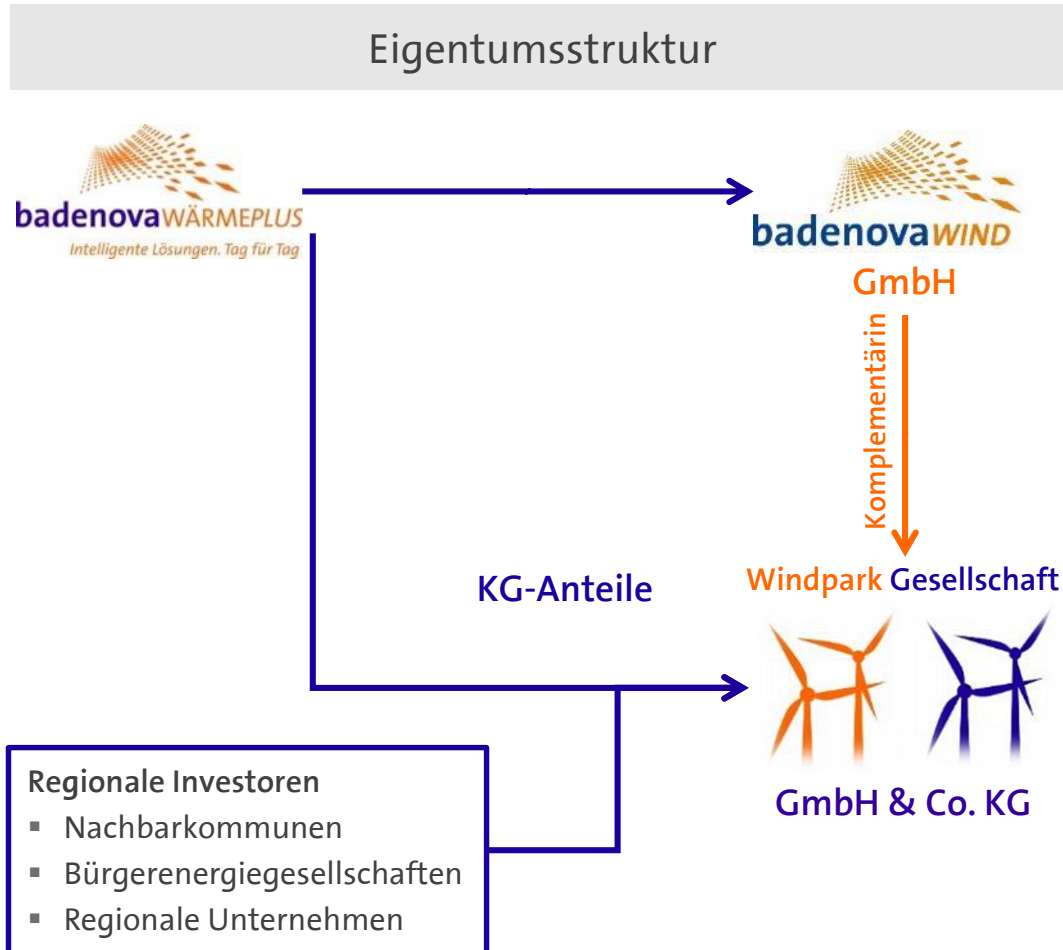 Eigentumsstruktur
badenovaWÄRMEPLUS
Intelligente Lösungen. Tag für Tag
badenovaWIND
GmbH
Komplementärin
KG-Anteile
Windpark Gesellschaft
GmbH & Co. KG
Regionale Investoren
▪ Nachbarkommunen
▪ Bürgerenergiegesellschaften
▪ Regionale Unternehmen